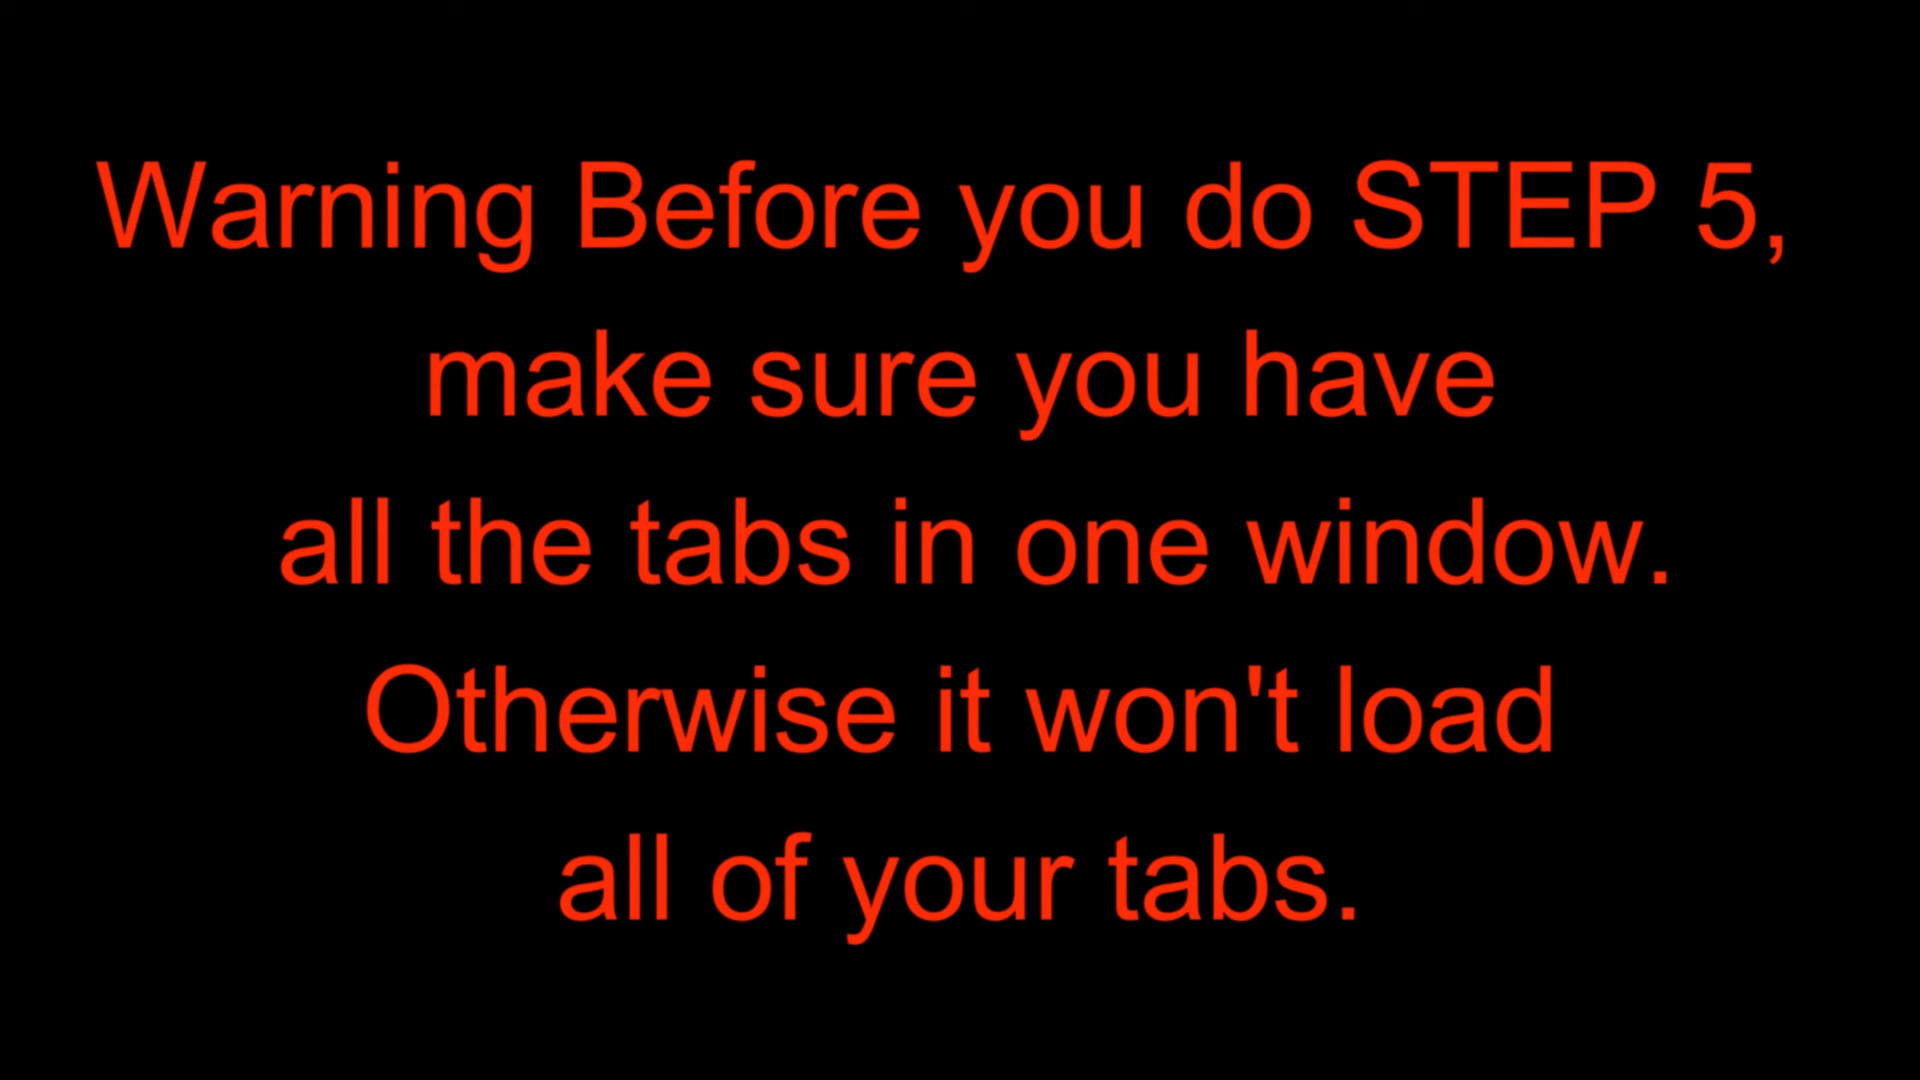 Warning Before you do STEP 5,
make sure you have
all the tabs in one window.
Otherwise it won't load
all of your tabs.